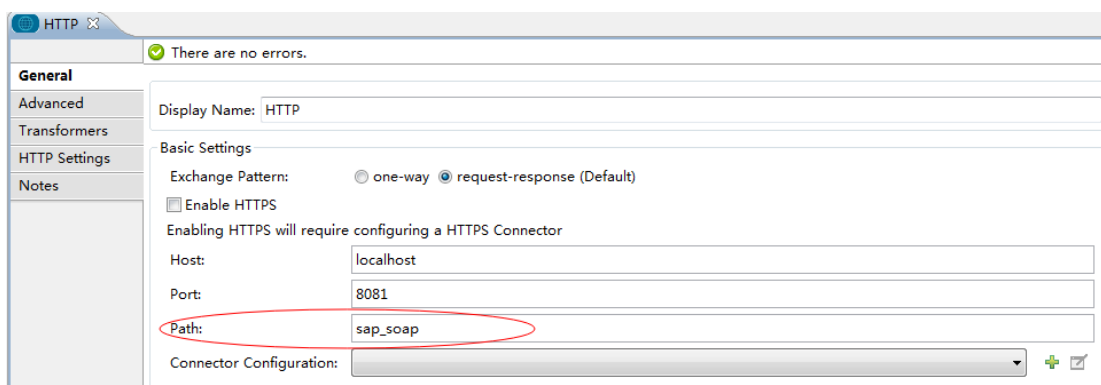 HTTP
There are no errors.
General
Advanced
Transformers
HTTP Settings
Notes
Display Name: HTTP
Basic Settings
Exchange Pattern: one-way request-response (Default)
Enable HTTPS
Enabling HTTPS will require configuring a HTTPS Connector
Host: localhost
Port: 8081
Path: sap_soap
Connector Configuration: